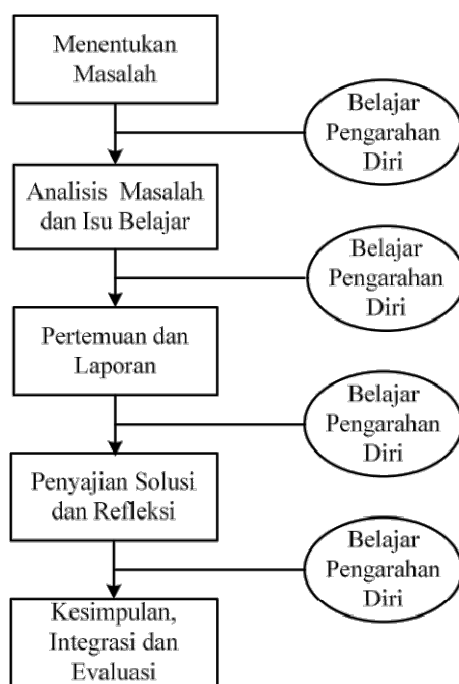 Menentukan
Masalah
Belajar
Pengarahan
Diri
Analisis Masalah
dan Isu Belajar
Belajar
Pengarahan
Diri
Pertemuan dan
Laporan
Belajar
Pengarahan
Diri
Penyajian Solusi
dan Refleksi
Belajar
Pengarahan
Diri
Kesimpulan,
Integrasi dan
Evaluasi